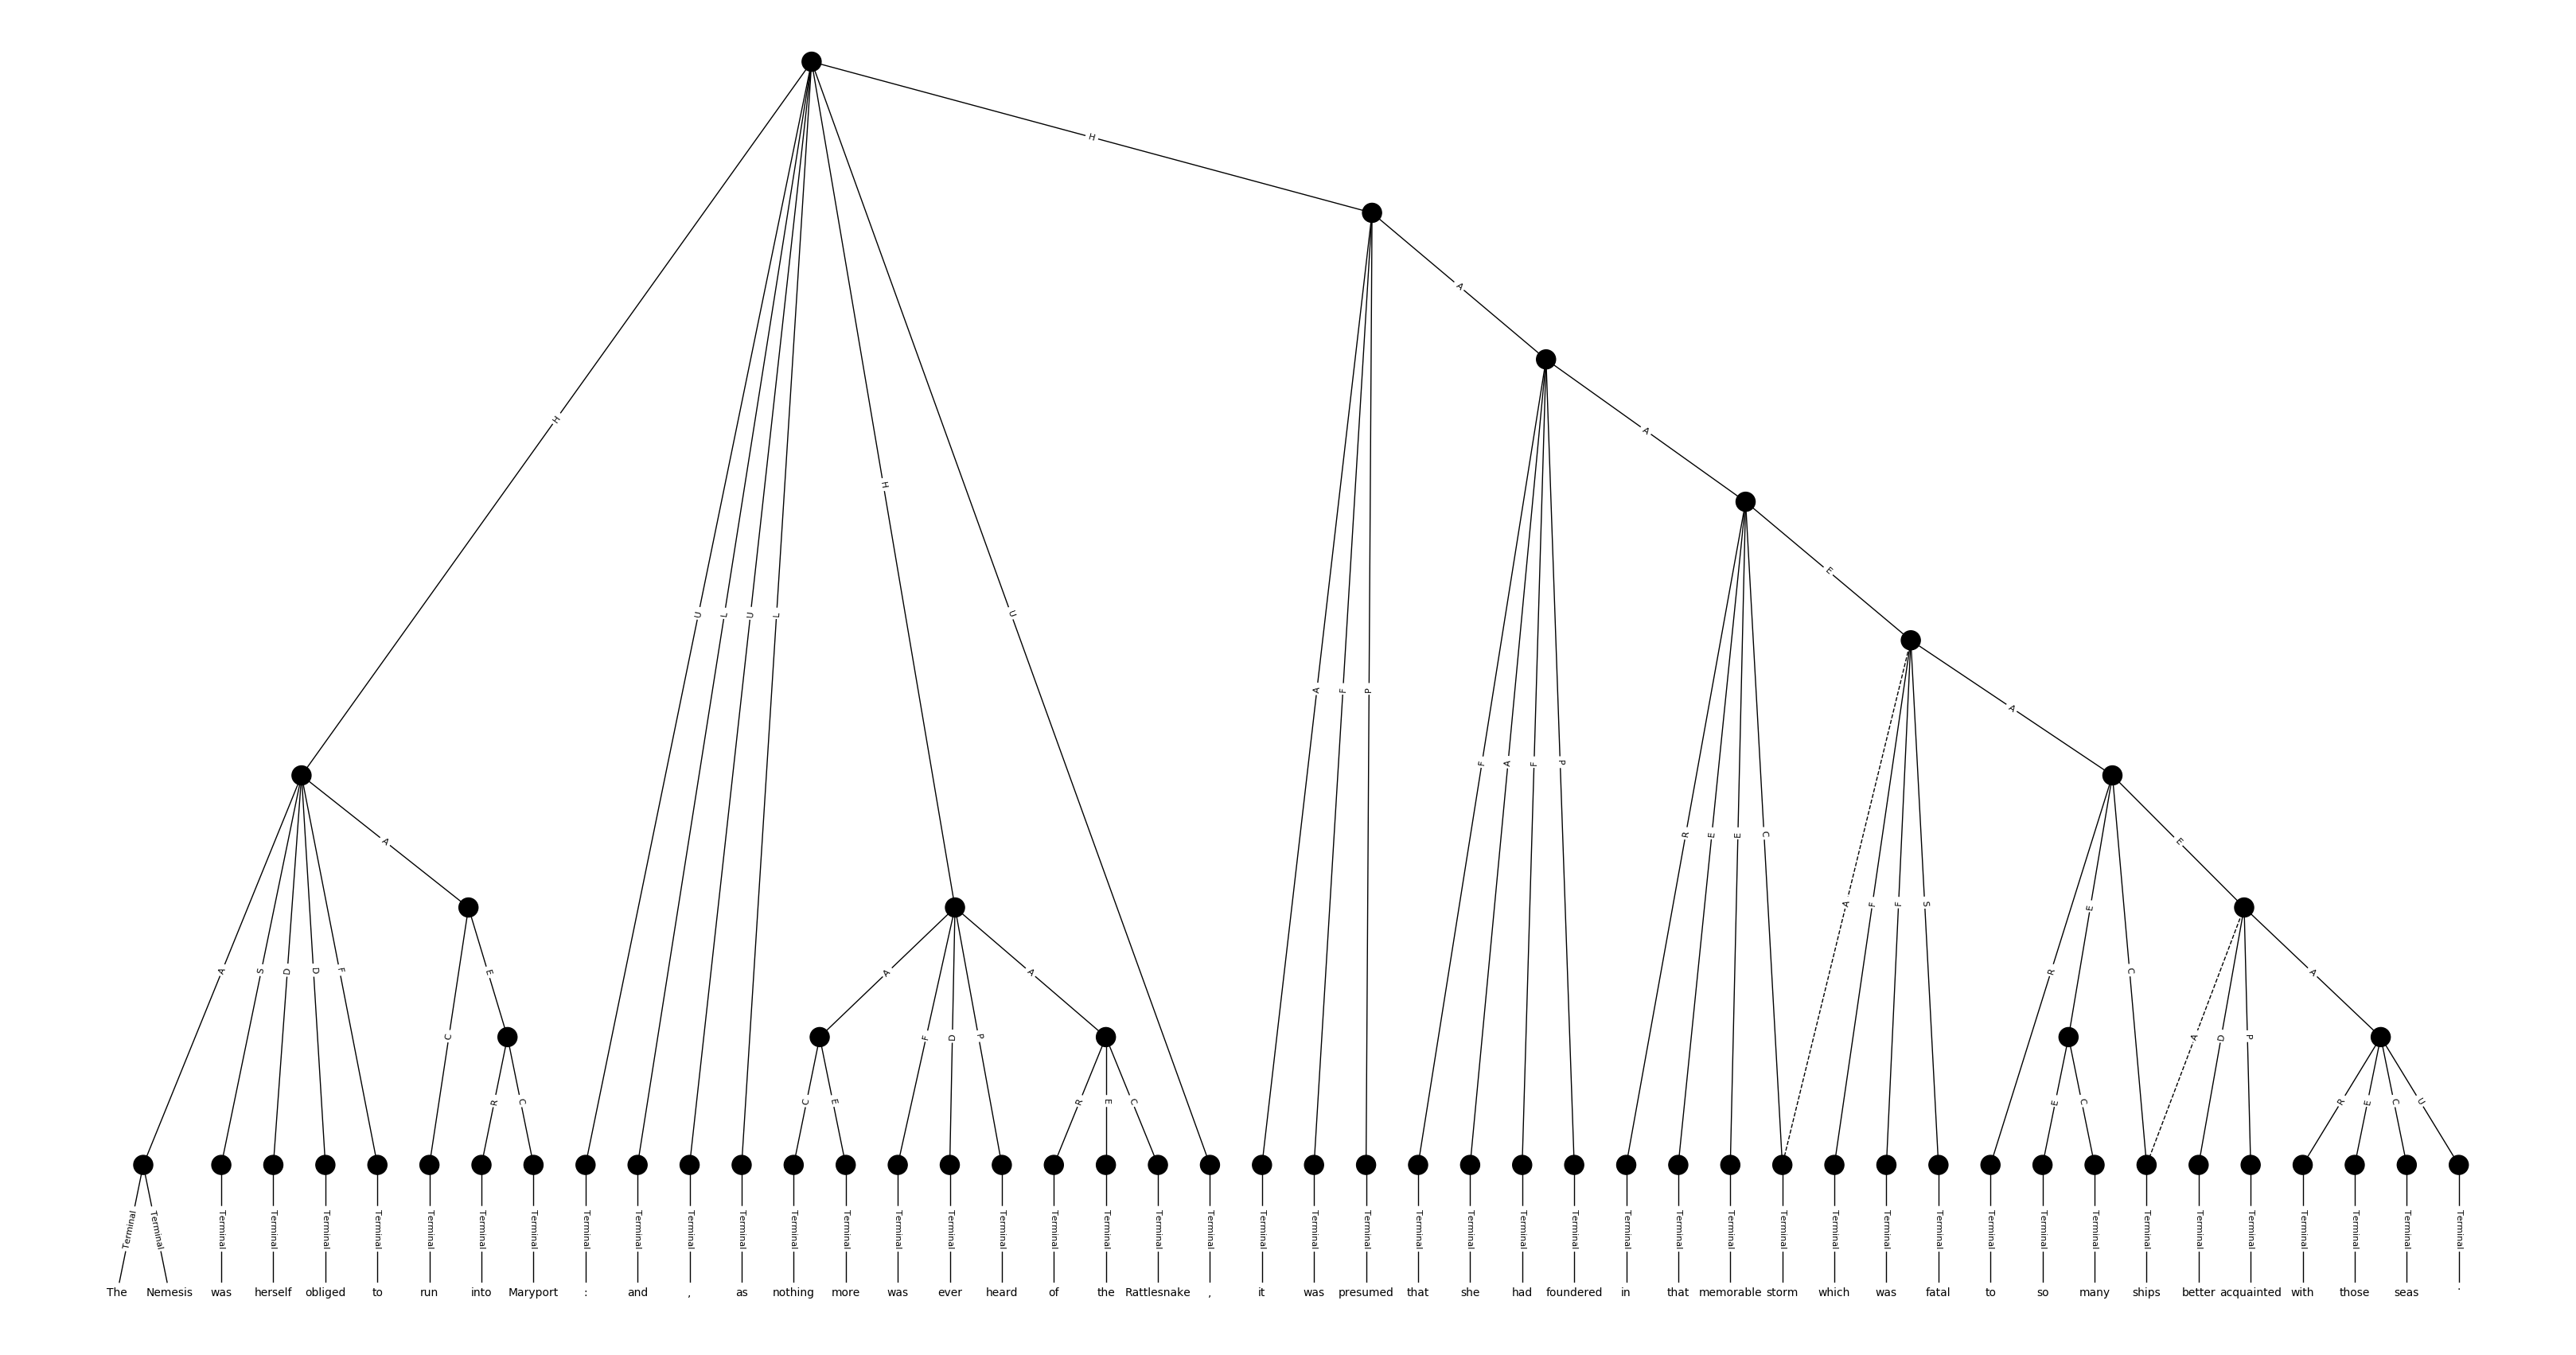 H
A
A
H
A
E
H
U
L
U
L
U
A
F
P
A
F
A
F
P
A
R
E
E
C
E
A
F
F
S
E
A
S
D
D
F
E
A
A
R
C
A
C
F
D
P
A
D
P
C
E
R
C
C
E
R
E
C
E
C
R
E
C
U
Terminal Terminal Terminal Terminal Terminal Terminal Terminal Terminal Terminal Terminal Terminal Terminal Terminal Terminal Terminal Terminal Terminal Terminal Terminal Terminal Terminal Terminal Terminal Terminal Terminal Terminal Terminal Terminal Terminal Terminal Terminal Terminal Terminal Terminal Terminal Terminal Terminal Terminal Terminal Terminal Terminal Terminal Terminal Terminal Terminal Terminal
The Nemesis was herself obliged to run into Maryport : and , as nothing more was ever heard of the Rattlesnake , it was presumed that she had foundered in that memorable storm which was fatal to so many ships better acquainted with those seas .